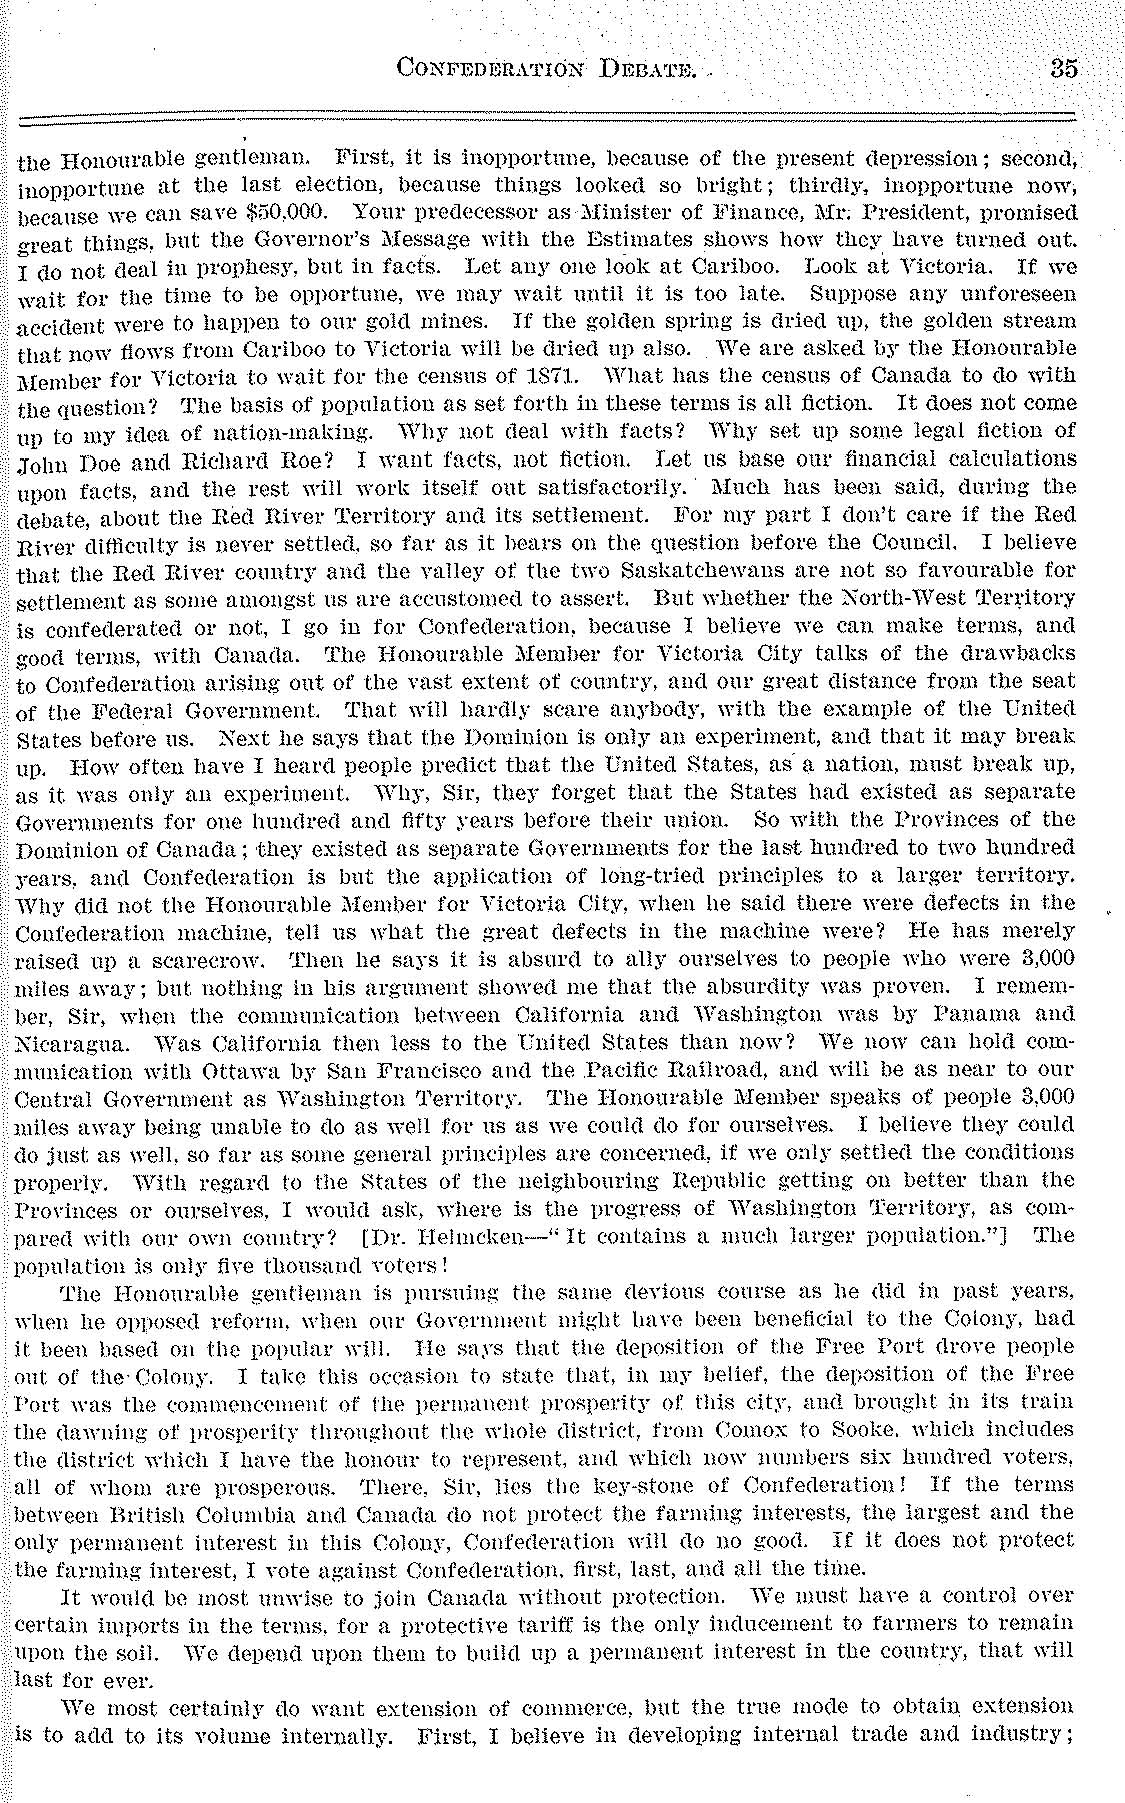 CONFEDERATION DEBATE. 35
the Honourable gentleman. First, it is inopportune, because of the present depression; second,
inopportune at the last election, because things looked so bright; thirdly, inopportune now,
because we can save $50,000. Your predecessor as Minister of Finance, Mr. President, promised
great things, but the Governor's Message with the Estimates shows how they have turned out.
I do not deal in prophesy, but in facts. Let any one look at Cariboo. Look at Victoria. If we
wait for the time to be opportune, we may wait until it is too late. Suppose any unforeseen
accident were to happen to our gold mines. If the golden spring is dried up, the golden stream
that now flows from Cariboo to Victoria will be dried up also. We are asked by the Honourable
Member for Victoria to wait for the census of 1871. What has the census of Canada to do with
the question? The basis of population as set forth in these terms is all fiction. It does not come
up to my idea of nation-making. Why not deal with facts? Why set up some legal fiction of
John Doe and Richard Roe? I want facts, not fiction. Let us base our financial calculations
upon facts, and the rest will work itself out satisfactorily. Much has been said, during the
debate, about the Red River Territory and its settlement. For my part I don't care if the Red
River difficulty is never settled, so far as it bears on the question before the Council. I believe
that the Red River country and the valley of the two Saskatchewans are not so favourable for
settlement as some amongst us are accustomed to assert. But whether the North-West Territory
is confederated or not, I go in for Confederation, because I believe we can make terms, and
good terms, with Canada. The Honourable Member for Victoria City talks of the drawbacks
to Confederation arising out of the vast extent of country, and our great distance from the seat
of the Federal Government. That will hardly scare anybody, with the example of the United
States before us. Next he says that the Dominion is only an experiment, and that it may break
up. How often have I heard people predict that the United States, as a nation, must break up,
as it was only an experiment. Why, Sir, they forget that the States had existed as separate
Governments for one hundred and fifty years before their union. So with the Provinces of the
Dominion of Canada; they existed as separate Governments for the last hundred to two hundred
years, and Confederation is but the application of long-tried principles to a larger territory.
Why did not the Honourable Member for Victoria City, when he said there were defects in the
Confederation machine, tell us what the great defects in the machine were? He has merely
raised up a scarecrow. Then he says it is absurd to ally ourselves to people who were 3,000
miles away; but nothing in his argument showed me that the absurdity was proven. I remem-
ber, Sir, when the communication between California and Washington was by Panama and
Nicaragua. Was California then less to the United States than now? We now can hold com-
munication with Ottawa by San Francisco and the Pacific Railroad, and will be as near to our
Central Government as Washington Territory. The Honourable Member speaks of people 3,000
miles away being unable to do as well for us as we could do for ourselves. I believe they could
do just as well, so far as some general principles are concerned, if we only settled the conditions
properly. With regard to the States of the neighbouring Republic getting on better than the
Provinces or ourselves, I would ask, where is the progress of Washington Territory, as com-
pared with our own country? [Dr. Helmcken—"It contains a much larger population."] The
population is only five thousand voters!
The Honourable gentleman is pursuing the same devious course as he did in past years,
when he opposed reform, when our Government might have been beneficial to the Colony, had
it been based on the popular will. He says that the deposition of the Free Port drove people
out of the Colony. I take this occasion to state that, in my belief, the deposition of the Free
Port was the commencement of the permanent prosperity of this city, and brought in its train
the dawning of prosperity throughout the whole district, from Comox to Sooke, which includes
the district which I have the honour to represent, and which now numbers six hundred voters,
all of whom are prosperous. There, Sir, lies the key-stone of Confederation! If the terms
between British Columbia and Canada do not protect the farming interests, the largest and the
only permanent interest in this Colony, Confederation will do no good. If it does not protect
the farming interest, I vote against Confederation, first, last, and all the time.
It would be most unwise to join Canada without protection. We must have a control over
certain imports in the terms, for a protective tariff is the only inducement to farmers to remain
upon the soil. We depend upon them to build up a permanent interest in the country, that will
last for ever.
We most certainly do want extension of commerce, but the true mode to obtain extension
is to add to its volume internally. First, I believe in developing internal trade and industry;